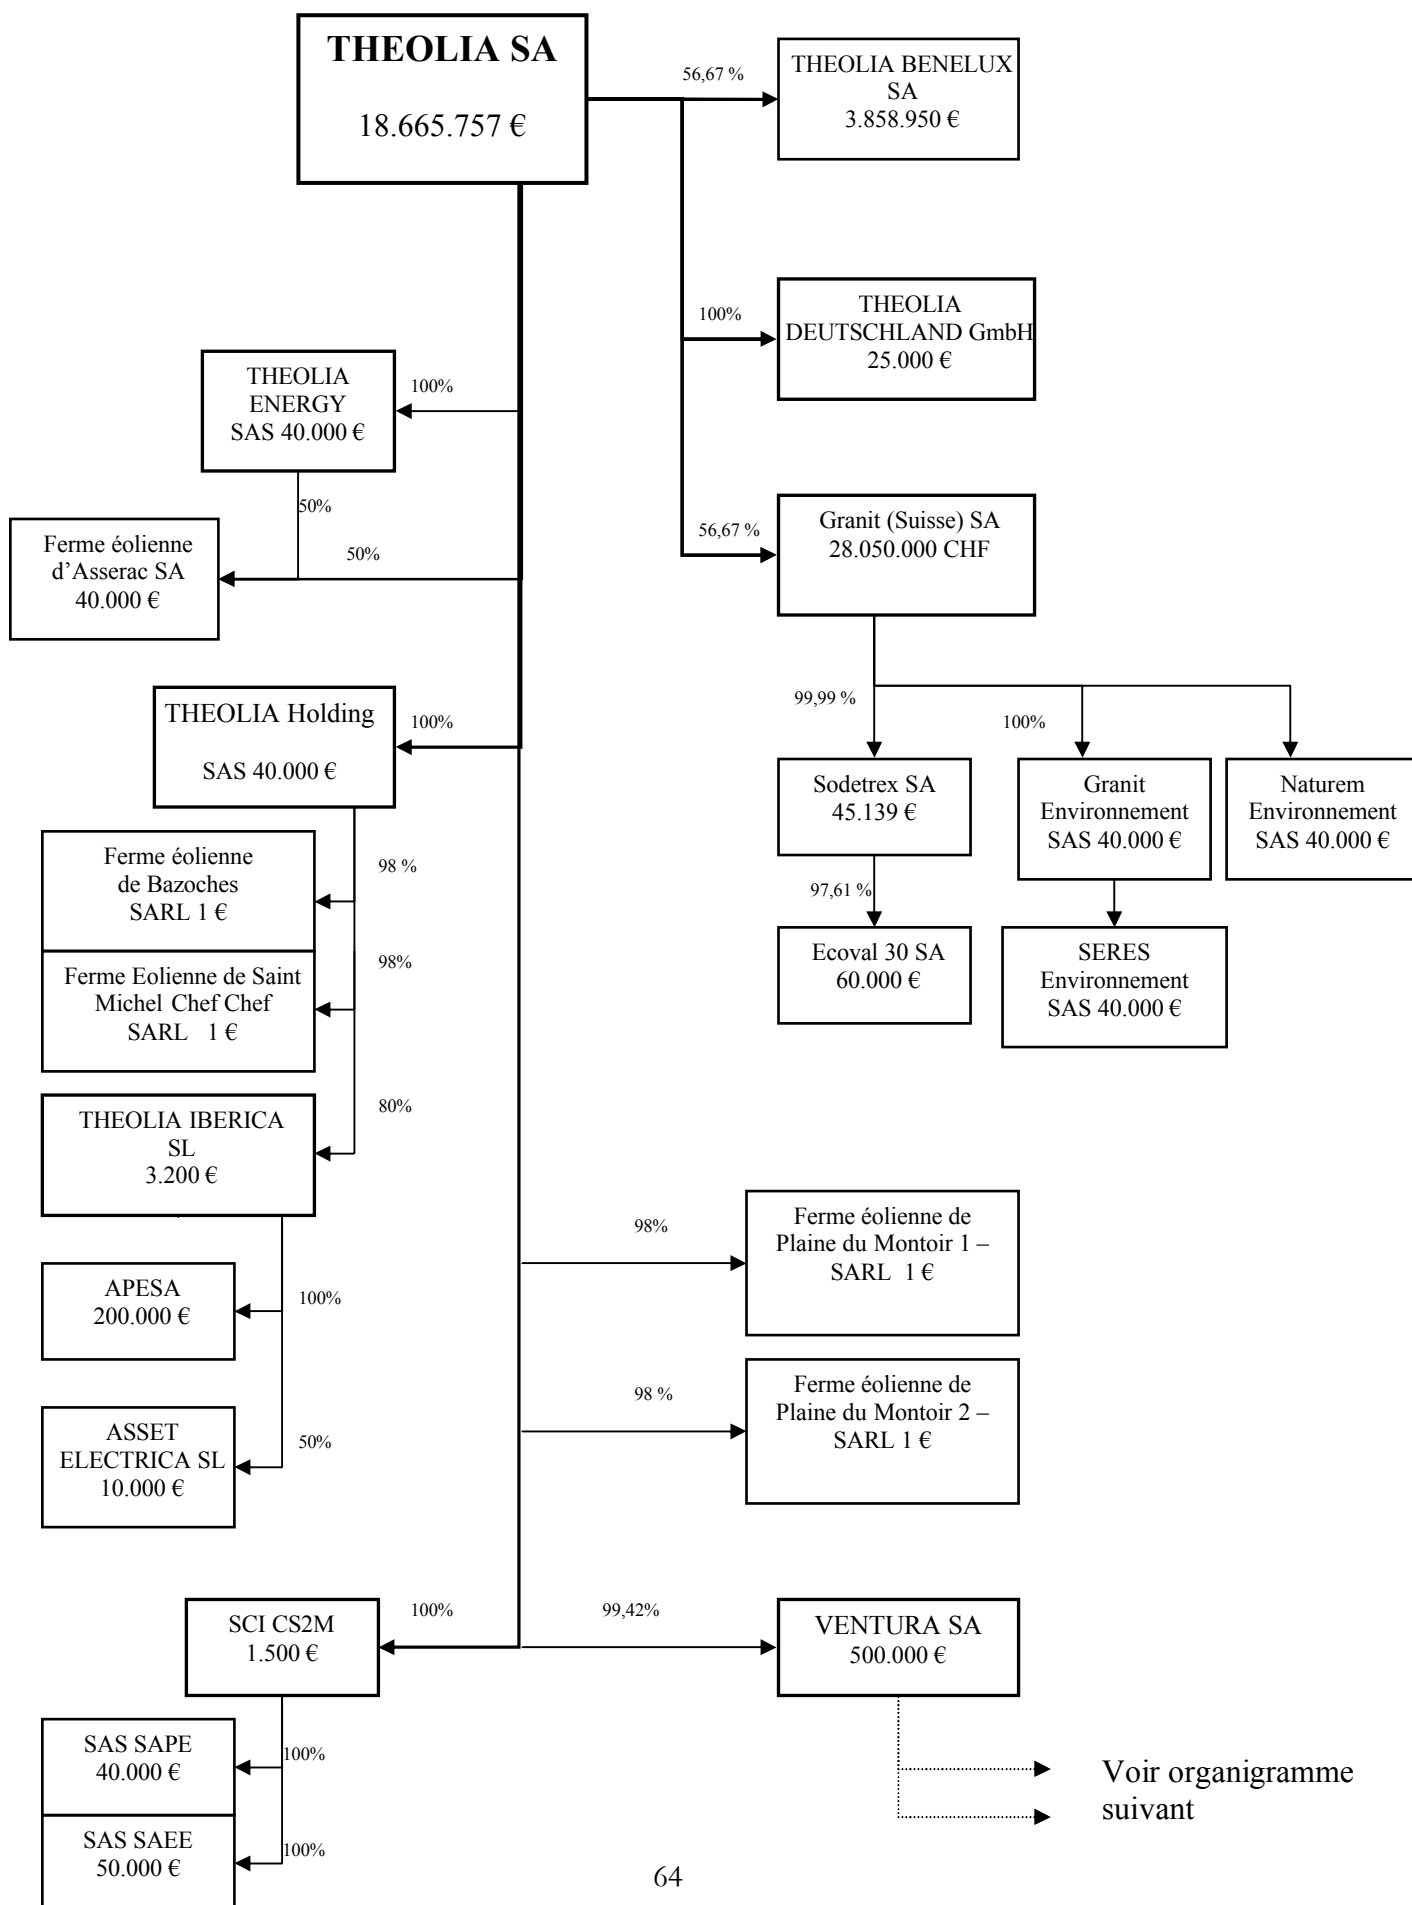 THEOLIA SA
18.665.757 €
56,67 %
THEOLIA BENELUX
SA
3.858.950 €
100%
THEOLIA
DEUTSCHLAND GmbH
25.000 €
THEOLIA
ENERGY
SAS 40.000 €
100%
50%
Ferme éolienne
d’Asserac SA
40.000 €
50%
56,67 %
Granit (Suisse) SA
28.050.000 CHF
THEOLIA Holding
SAS 40.000 €
100%
99,99 %
100%
Sodetrex SA
45.139 €
Granit
Environnement
SAS 40.000 €
Naturem
Environnement
SAS 40.000 €
Ferme éolienne
de Bazoches
SARL 1 €
98 %
97,61 %
Ferme Eolienne de Saint
Michel Chef Chef
SARL 1 €
98%
Ecoval 30 SA
60.000 €
SERES
Environnement
SAS 40.000 €
THEOLIA IBERICA
SL
3.200 €
80%
98%
Ferme éolienne de
Plaine du Montoir 1 –
SARL 1 €
APESA
200.000 €
100%
98 %
Ferme éolienne de
Plaine du Montoir 2 –
SARL 1 €
ASSET
ELECTRICA SL
10.000 €
50%
SCI CS2M
1.500 €
100%
99,42%
VENTURA SA
500.000 €
SAS SAPE
40.000 €
100%
Voir organigramme
suivant
SAS SAEE
50.000 €
100%
64